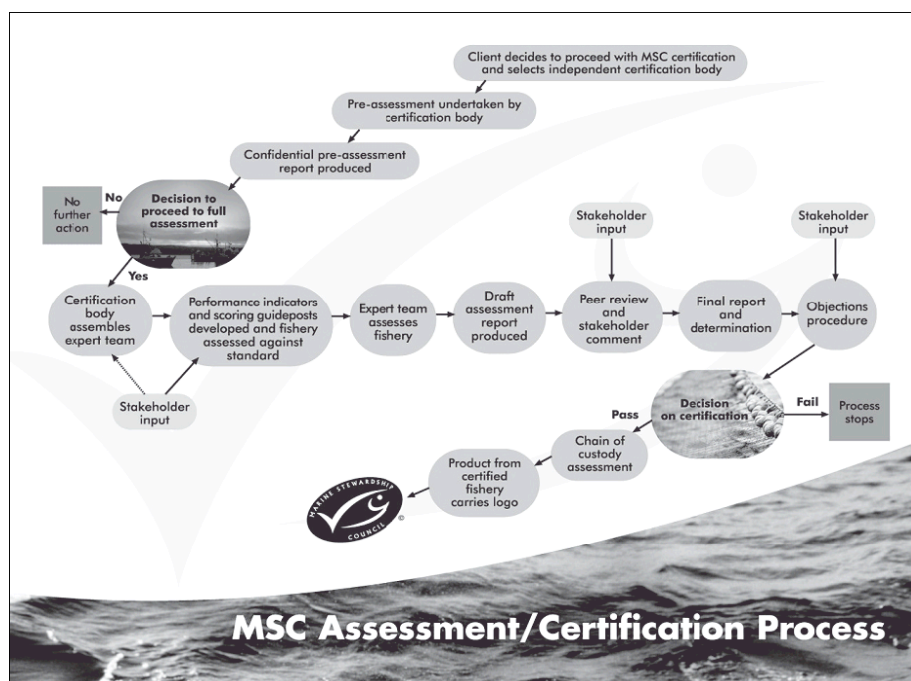 Client decides to proceed with MSC certification
and selects independent certification body
Pre-assessment undertaken by
certification body
Confidential pre-assessment
report produced
No
further
action
No
Decision to
proceed to full
assessment
Yes
Stakeholder
input
Stakeholder
input
Certification
body
assembles
expert team
Performance indicators
and scoring guideposts
developed and fishery
assessed against
standard
Expert team
assesses
fishery
Draft
assessment
report
produced
Peer review
and
stakeholder
comment
Final report
and
determination
Objections
procedure
Stakeholder
input
Decision
on certification
Fail
Process
stops
Pass
Chain of
custody
assessment
Product from
certified
fishery
carries logo
MARINE STEWARDSHIP
COUNCIL
©
MSC Assessment/Certification Process